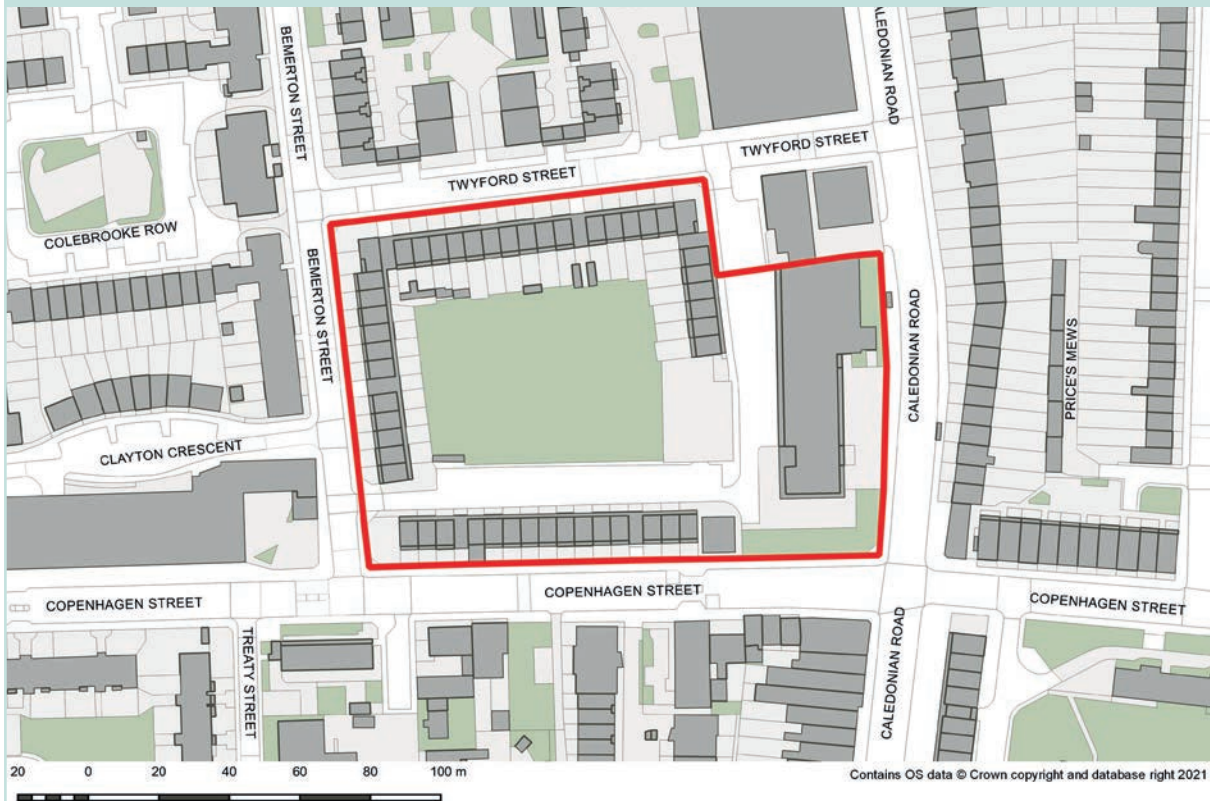 BEMERTON STREET
CALEDONIAN ROAD
TWYFORD STREET
TWYFORD STREET
COLEBROOKE ROW
BEMERTON STREET
CALEDONIAN ROAD
PRICE'S MEWS
CLAYTON CRESCENT
COPENHAGEN STREET
COPENHAGEN STREET
COPENHAGEN STREET
TREATY STREET
CALEDONIAN ROAD
20 0 20 40 60 80 100 m
Contains OS data © Crown copyright and database right 2021